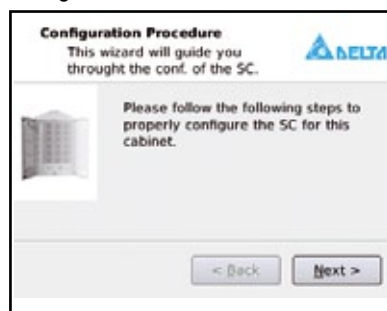 Configuration Procedure
This wizard will guide you
throught the conf. of the SC.
DELTA
Please follow the following steps to
properly configure the SC for this
cabinet.
< Back
Next >